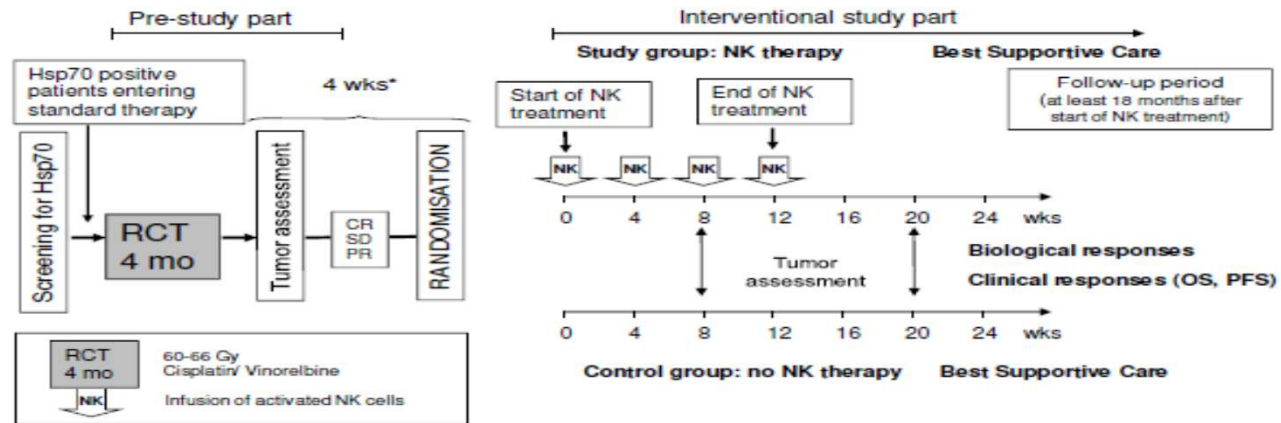 Pre-study part
Hsp70 positive
patients entering
standard therapy
4 wks*
Screening for Hsp70
RCT
4 mo
Tumor assessment
CR
SD
PR
RANDOMISATION
RCT
4 mo
60-66 Gy
Cisplatin/ Vinorelbine
NK
Infusion of activated NK cells
Interventional study part
Study group: NK therapy
Best Supportive Care
Start of NK
treatment
End of NK
treatment
Follow-up period
(at least 18 months after
start of NK treatment)
NK NK NK NK
0 4 8 12 16 20 24 wks
Biological responses
Tumor
assessment
Clinical responses (OS, PFS)
0 4 8 12 16 20 24 wks
Control group: no NK therapy
Best Supportive Care